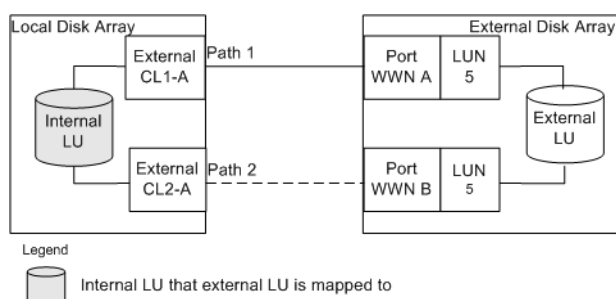 Local Disk Array
External Disk Array
External
CL1-A
Path 1
Port
WWN A
LUN
5
Internal
LU
External
LU
External
CL2-A
Path 2
Port
WWN B
LUN
5
Legend
Internal LU that external LU is mapped to